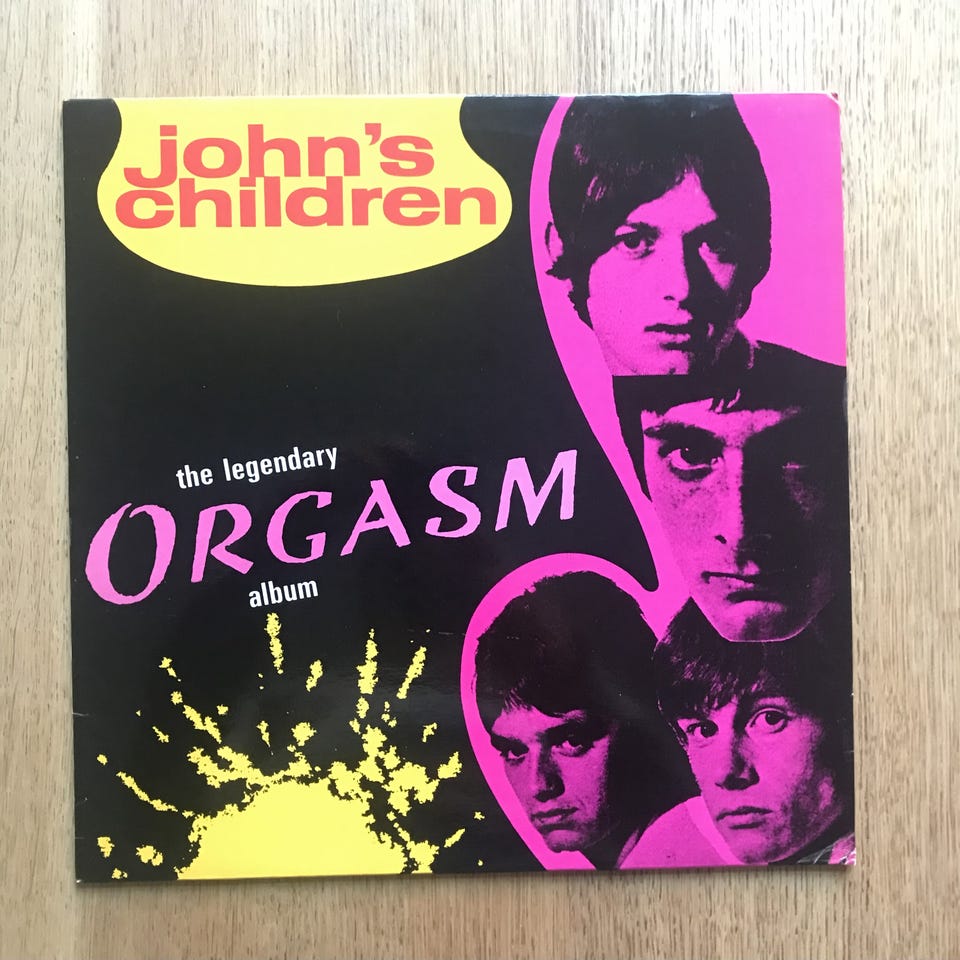 john's
children
the legendary
ORGASM
album